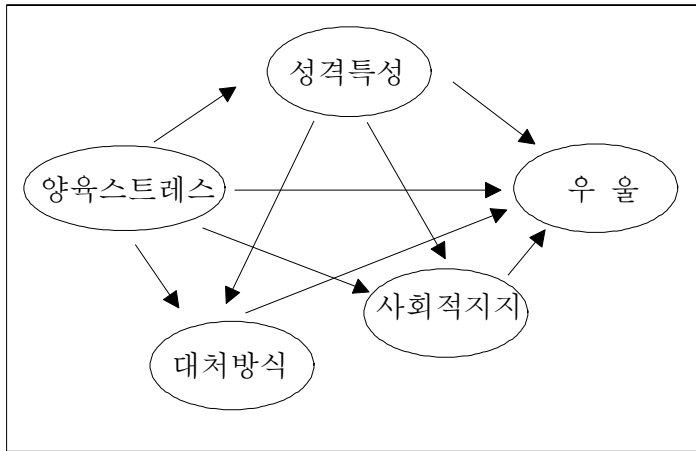 성격특성
양육스트레스
우 울
사회적지지
대처방식